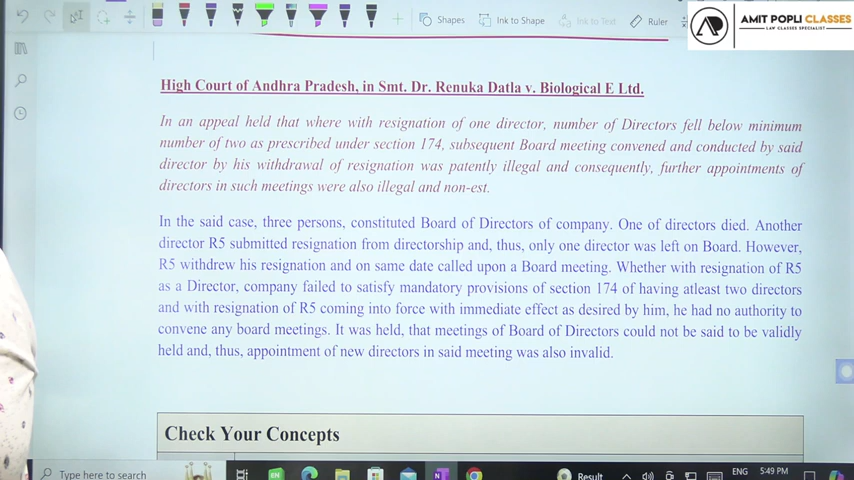 Shapes
Ink to Shape
Ink to Text
Ruler
AMIT POPLI CLASSES
LAW CLASSES SPECIALIST
High Court of Andhra Pradesh, in Smt. Dr. Renuka Datla v. Biological E Ltd.
In an appeal held that where with resignation of one director, number of Directors fell below minimum
number of two as prescribed under section 174, subsequent Board meeting convened and conducted by said
director by his withdrawal of resignation was patently illegal and consequently, further appointments of
directors in such meetings were also illegal and non-est.
In the said case, three persons, constituted Board of Directors of company. One of directors died. Another
director R5 submitted resignation from directorship and, thus, only one director was left on Board. However,
R5 withdrew his resignation and on same date called upon a Board meeting. Whether with resignation of R5
as a Director, company failed to satisfy mandatory provisions of section 174 of having atleast two directors
and with resignation of R5 coming into force with immediate effect as desired by him, he had no authority to
convene any board meetings. It was held, that meetings of Board of Directors could not be said to be validly
held and, thus, appointment of new directors in said meeting was also invalid.
Check Your Concepts
Type here to search
EN
Result
ENG
5:49 PM